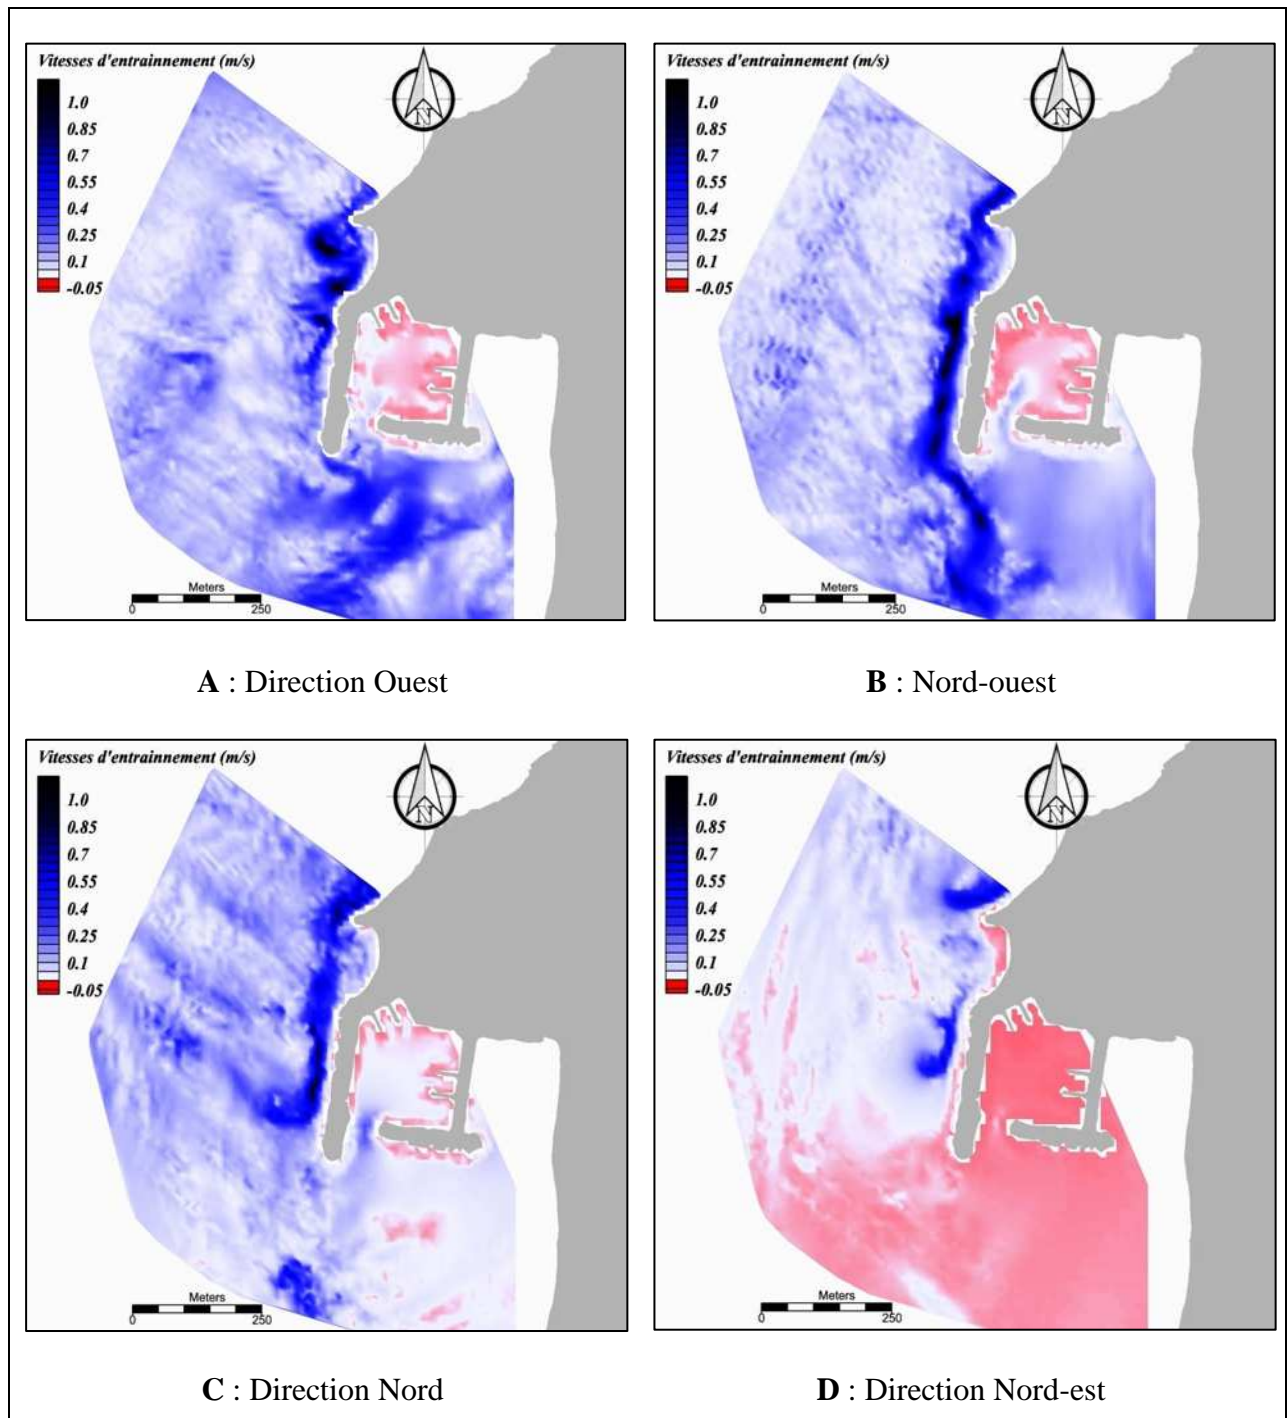 Vitesses d'entrainnement (m/s)
1.0
0.85
0.7
0.55
0.4
0.25
0.1
-0.05
N
Meters
0 250
A : Direction Ouest
Vitesses d'entrainnement (m/s)
1.0
0.85
0.7
0.55
0.4
0.25
0.1
-0.05
N
Meters
0 250
B : Nord-ouest
Vitesses d'entrainnement (m/s)
1.0
0.85
0.7
0.55
0.4
0.25
0.1
-0.05
N
Meters
0 250
C : Direction Nord
Vitesses d'entrainnement (m/s)
1.0
0.85
0.7
0.55
0.4
0.25
0.1
-0.05
N
Meters
0 250
D : Direction Nord-est